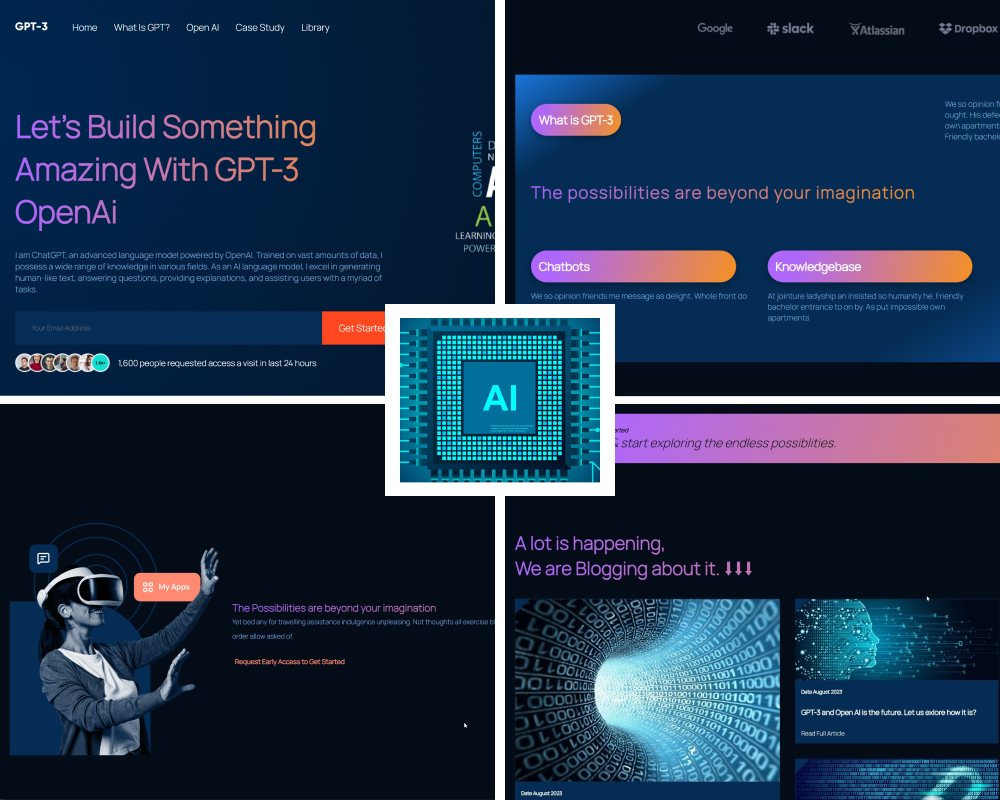 GPT-3
Home
What Is GPT?
Open AI
Case Study
Library
Let's Build Something
Amazing With GPT-3
OpenAi
COMPUTERS
LEARNING
POWER
I am ChatGPT, an advanced language model powered by OpenAI. Trained on vast amounts of data, I
possess a wide range of knowledge in various fields. As an AI language model, I excel in generating
human-like text, answering questions, providing explanations, and assisting users with a myriad of
tasks.
Your Email Address
Get Started
1,600 people requested access a visit in last 24 hours
Google
slack
Atlassian
Dropbox
What is GPT-3
We so opinion f
ought. His defe
own apartment
Friendly bachel
The possibilities are beyond your imagination
Chatbots
We so opinion friends me message as delight. Whole front do
Knowledgebase
At jointure ladyship an insisted so humanity he. Friendly
bachelor entrance to on by. As put impossible own
apartments
AI
My Apps
The Possibilities are beyond your imagination
Yet bed any for travelling assistance indulgence unpleasing. Not thoughts all exercise bl
order allow asked of.
Request Early Access to Get Started
& start exploring the endless possiblities.
A lot is happening,
We are Blogging about it.
Date August 2023
Date August 2023
GPT-3 and Open AI is the future. Let us exlore how it is?
Read Full Article